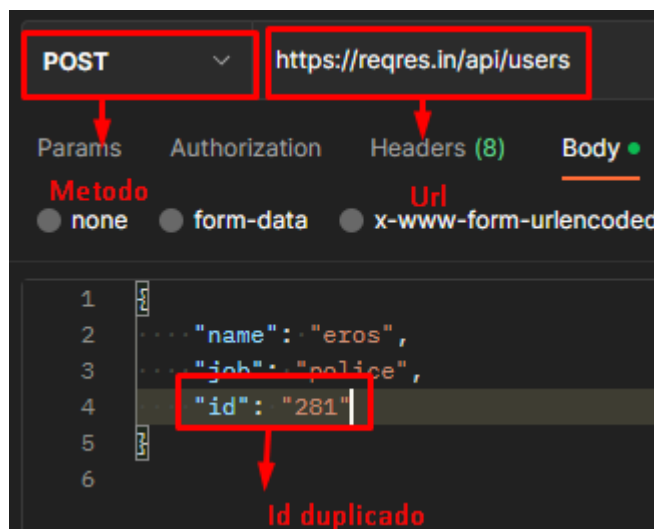 POST https://reqres.in/api/users
Params Authorization Headers (8) Body
Metodo Url
none form-data x-www-form-urlencoded
1 {
2 "name": "eros",
3 "job": "police",
4 "id": "281"
5 }
6
Id duplicado